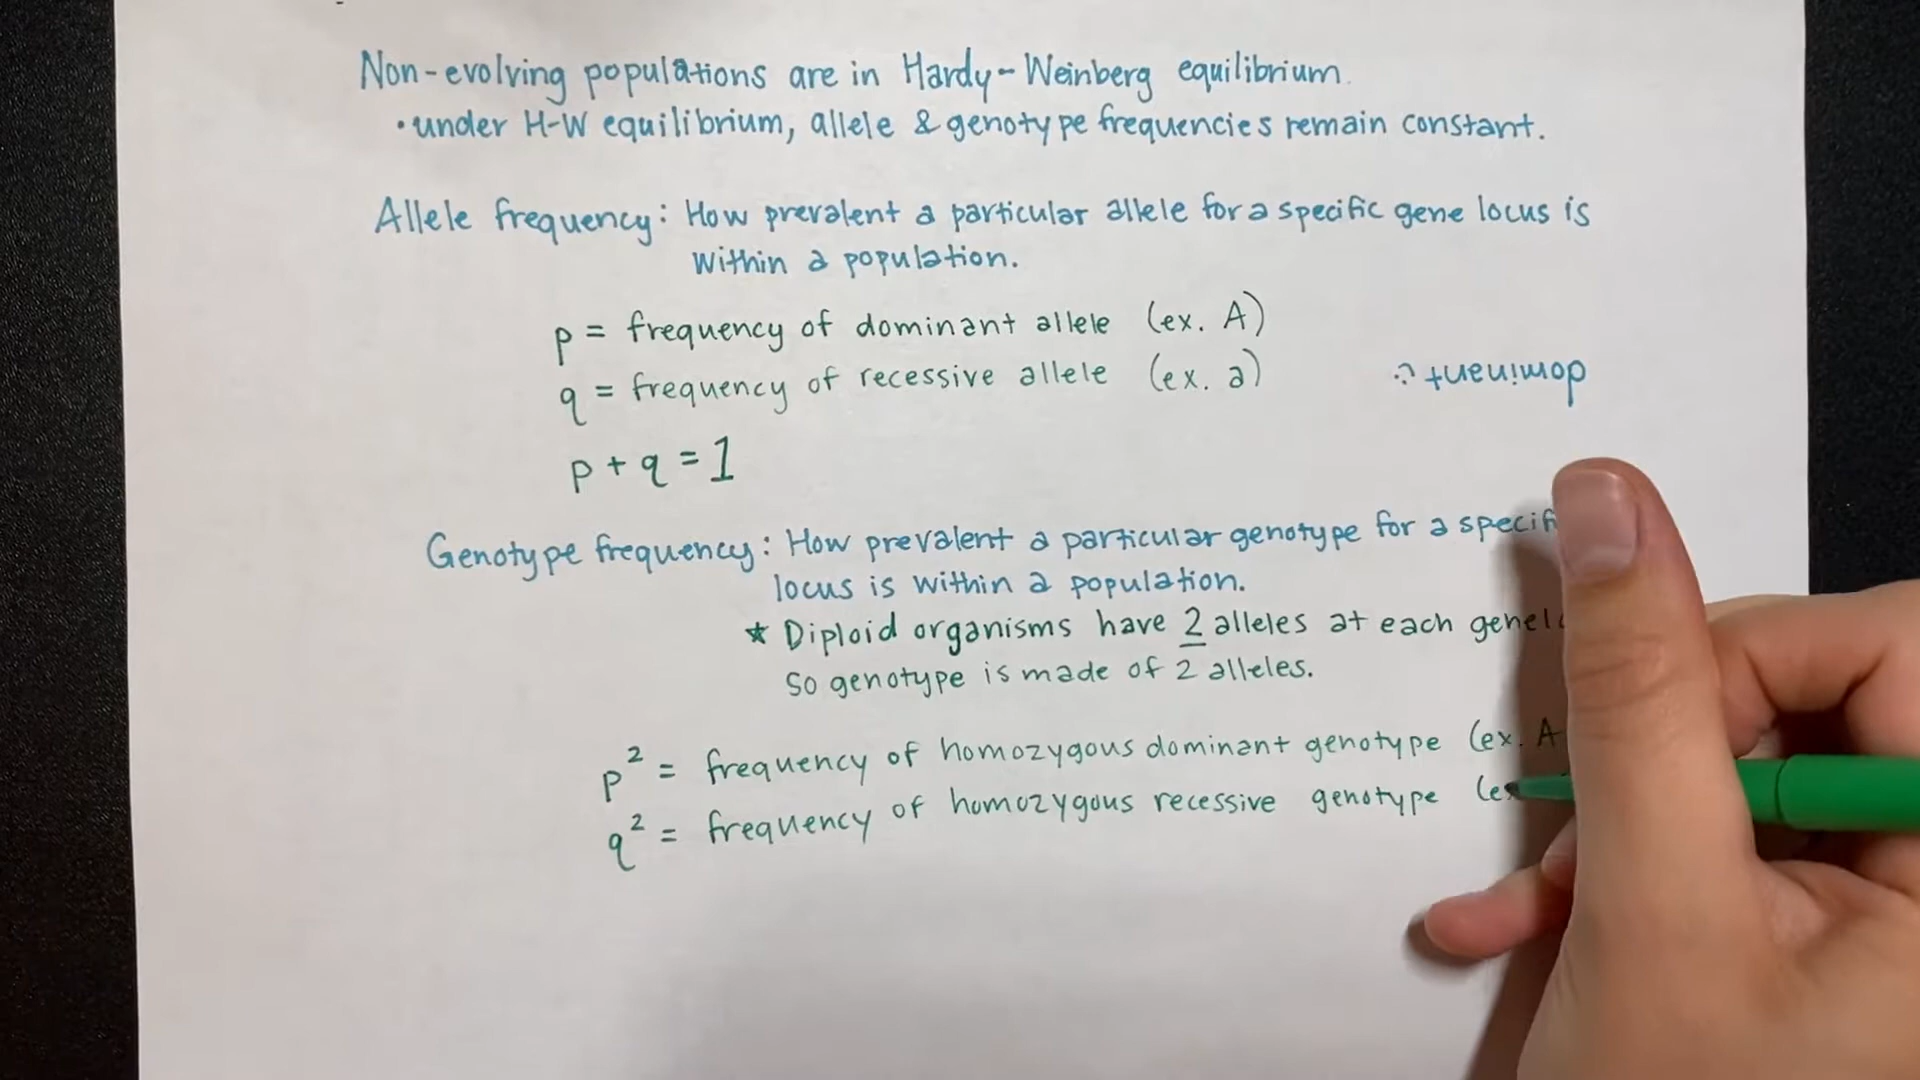 Non-evolving populations are in Hardy-Weinberg equilibrium.
• under H-W equilibrium, allele & genotype frequencies remain constant.
Allele frequency: How prevalent a particular allele for a specific gene locus is
within a population.
p = frequency of dominant allele (ex. A)
q = frequency of recessive allele (ex. a)
dominant :)
p + q = 1
Genotype frequency: How prevalent a particular genotype for a
locus is within a population.
* Diploid organisms have 2 alleles at each gene
so genotype is made of 2 alleles.
p² = frequency of homozygous dominant genotype (ex. A
q² = frequency of homozygous recessive genotype (